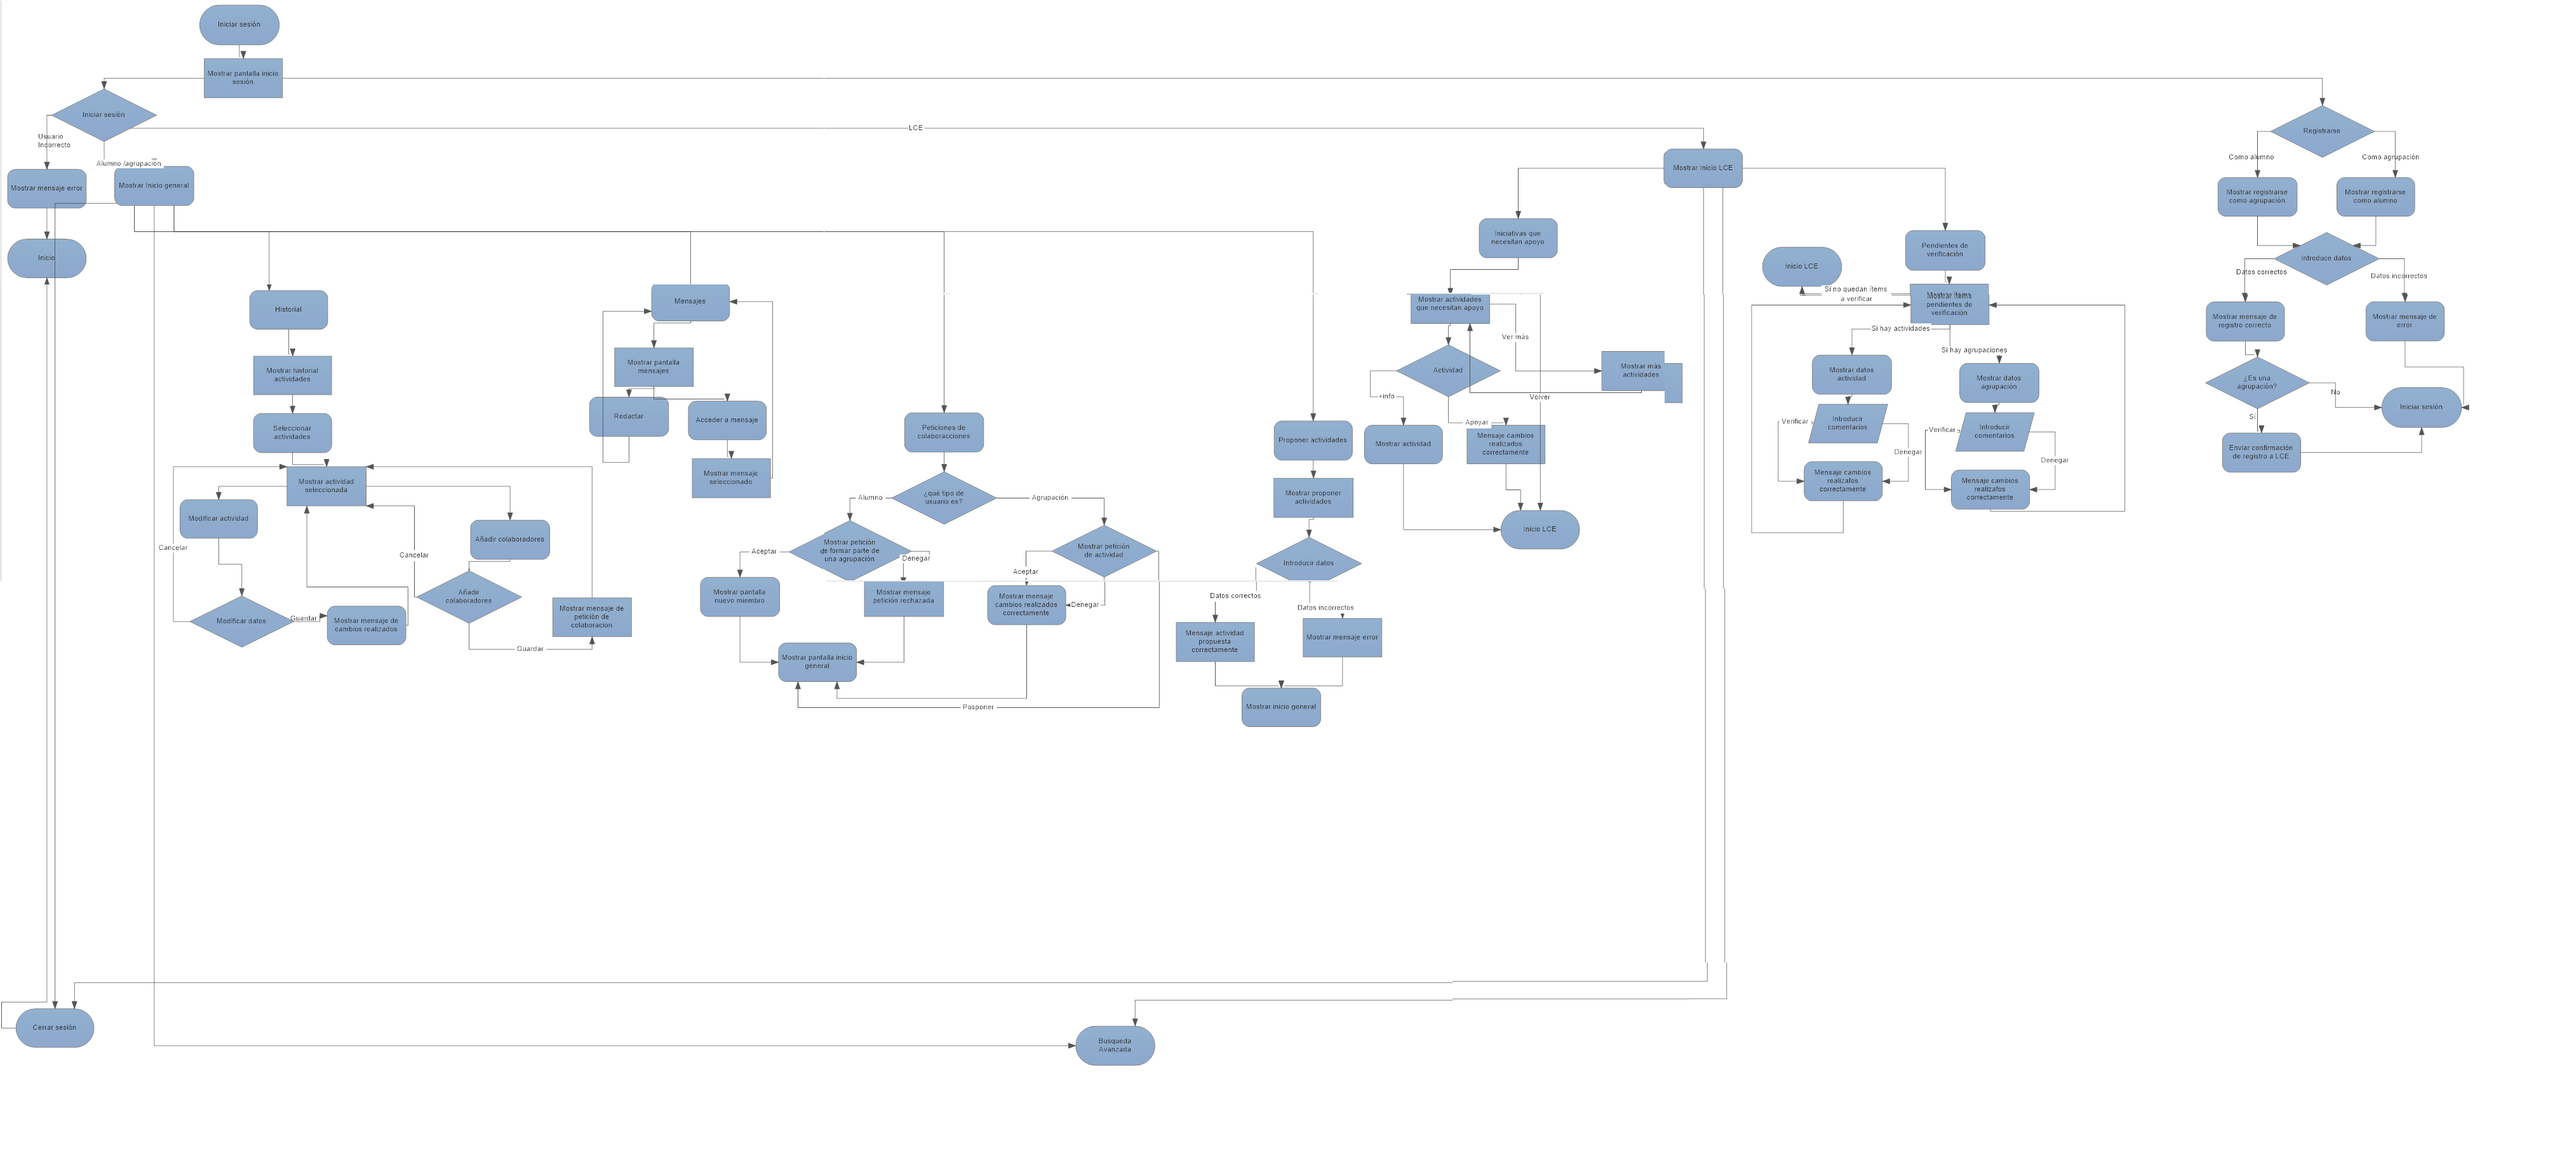 Iniciar sesión
Mostrar pantalla inicio
sesión
Iniciar sesión
Usuario
Incorrecto
Alumno /agrupación
LCE
Mostrar mensaje error
Mostrar Inicio general
Inicio
Historial
Mostrar historial
actividades
Seleccionar
actividades
Mostrar actividad
seleccionada
Modificar actividad
Cancelar
Modificar datos
Guardar
Mostrar mensaje de
cambios realizados
Cancelar
Añadir colaboradores
Añadir
colaboradores
Guardar
Mostrar mensaje de
petición de
colaboracion
Mensajes
Mostrar pantalla
mensajes
Redactar
Acceder a mensaje
Mostrar mensaje
seleccionado
Peticiones de
colaboracciones
¿qué tipo de
usuario es?
Alumno
Agrupación
Mostrar petición
de formar parte de
una agrupación
Aceptar
Denegar
Mostrar pantalla
nuevo miembro
Mostrar mensaje
petición rechazada
Mostrar petición
de actividad
Aceptar
Denegar
Mostrar mensaje
cambios realizados
correctamente
Mostrar pantalla inicio
general
Posponer
Proponer actividades
Mostrar proponer
actividades
Introducir datos
Datos correctos
Datos incorrectos
Mensaje actividad
propuesta
correctamente
Mostrar mensaje error
Mostrar inicio general
Mostrar Inicio LCE
Iniciativas que
necesitan apoyo
Mostrar actividades
que necesitan apoyo
Ver más
Actividad
Mostrar más
actividades
+info
Volver
Apoyar
Mostrar actividad
Mensaje cambios
realizados
correctamente
Inicio LCE
Pendientes de
verificación
Inicio LCE
Si no quedan ítems
a verificar
Mostrar ítems
pendientes de
verificación
Si hay actividades
Si hay agrupaciones
Mostrar datos
actividad
Mostrar datos
agrupación
Introducir
comentarios
Verificar
Denegar
Introducir
comentarios
Verificar
Denegar
Mensaje cambios
realizafos
correctamente
Mensaje cambios
realizafos
correctamente
Registrarse
Como alumno
Como agrupación
Mostrar registrarse
como agrupación
Mostrar registrarse
como alumno
Introduce datos
Datos correctos
Datos incorrectos
Mostrar mensaje de
registro correcto
Mostrar mensaje de
error
¿Es una
agrupación?
No
Sí
Iniciar sesión
Enviar confirmación
de registro a LCE
Cerrar sesión
Busqueda
Avanzada